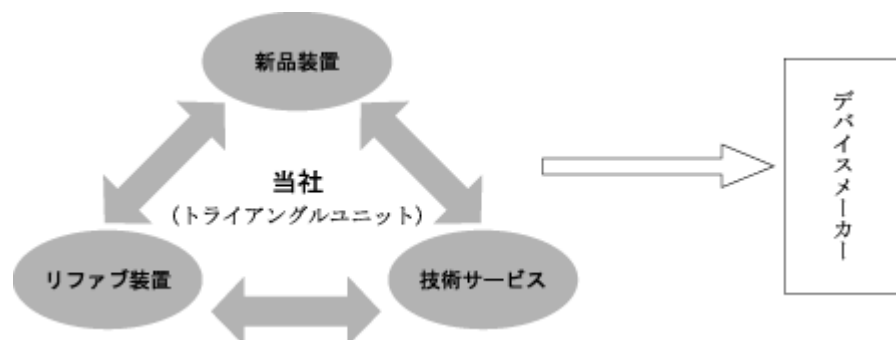 新品装置
当社
(トライアングルユニット)
リファブ装置
技術サービス
デバイスメーカー